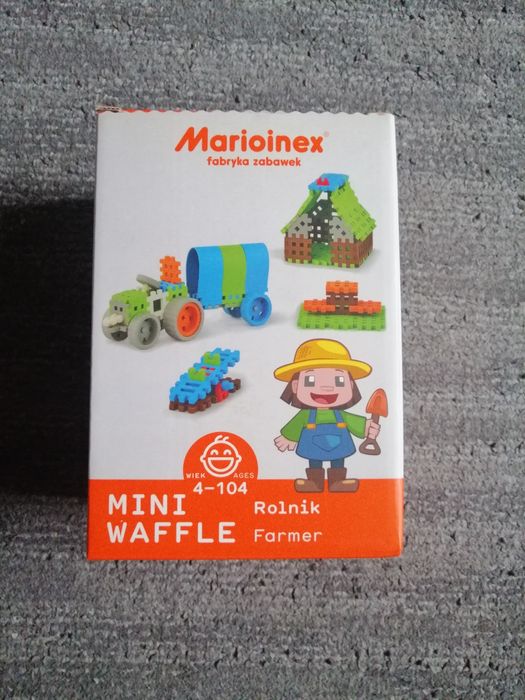 Marioinex®
fabryka zabawek
WIEK AGES
4-104
MINI
WAFFLE
Rolnik
Farmer